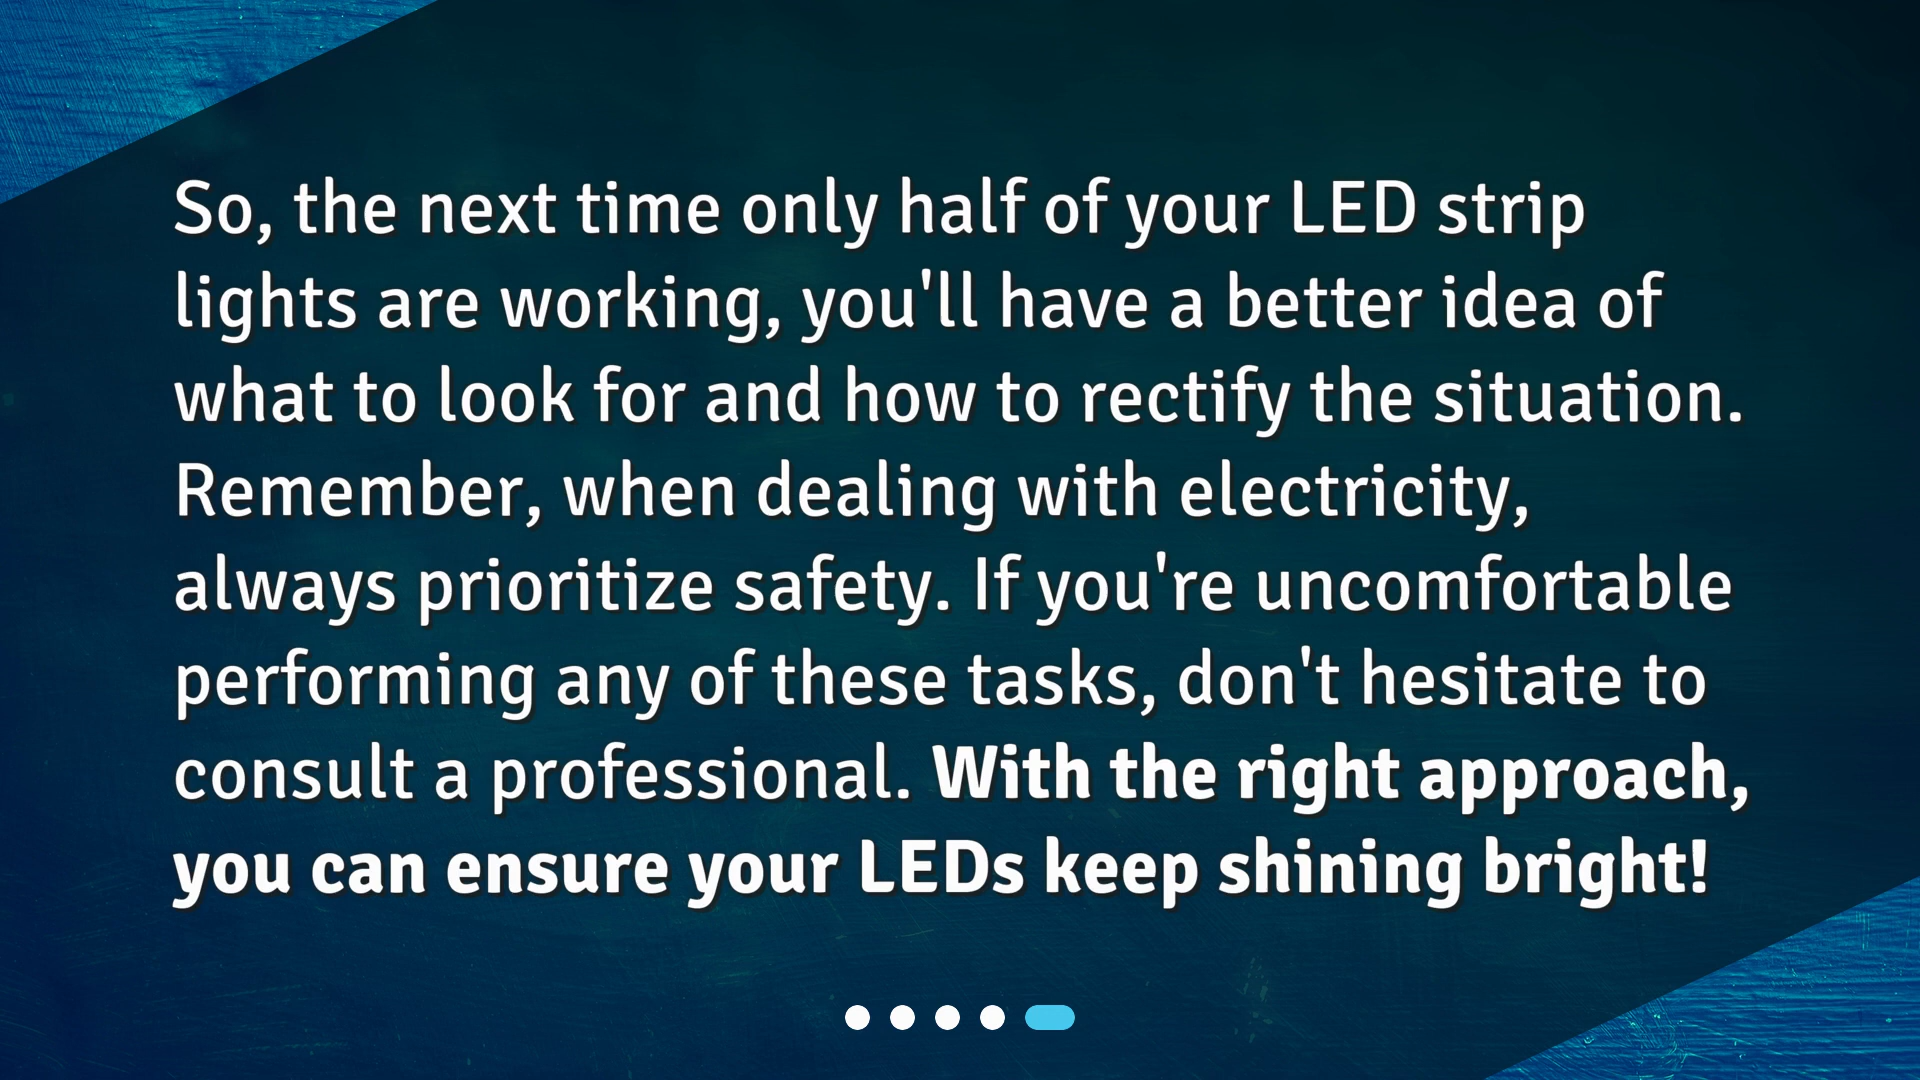 So, the next time only half of your LED strip
lights are working, you'll have a better idea of
what to look for and how to rectify the situation.
Remember, when dealing with electricity,
always prioritize safety. If you're uncomfortable
performing any of these tasks, don't hesitate to
consult a professional. With the right approach,
you can ensure your LEDs keep shining bright!